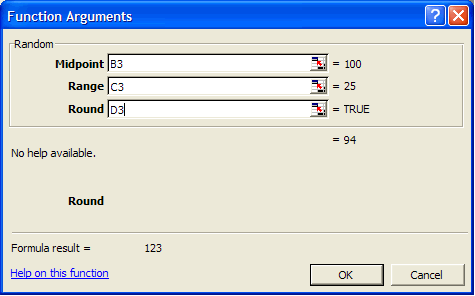 Function Arguments
Random
Midpoint B3 = 100
Range C3 = 25
Round D3 = TRUE
= 94
No help available.
Round
Formula result = 123
Help on this function OK Cancel